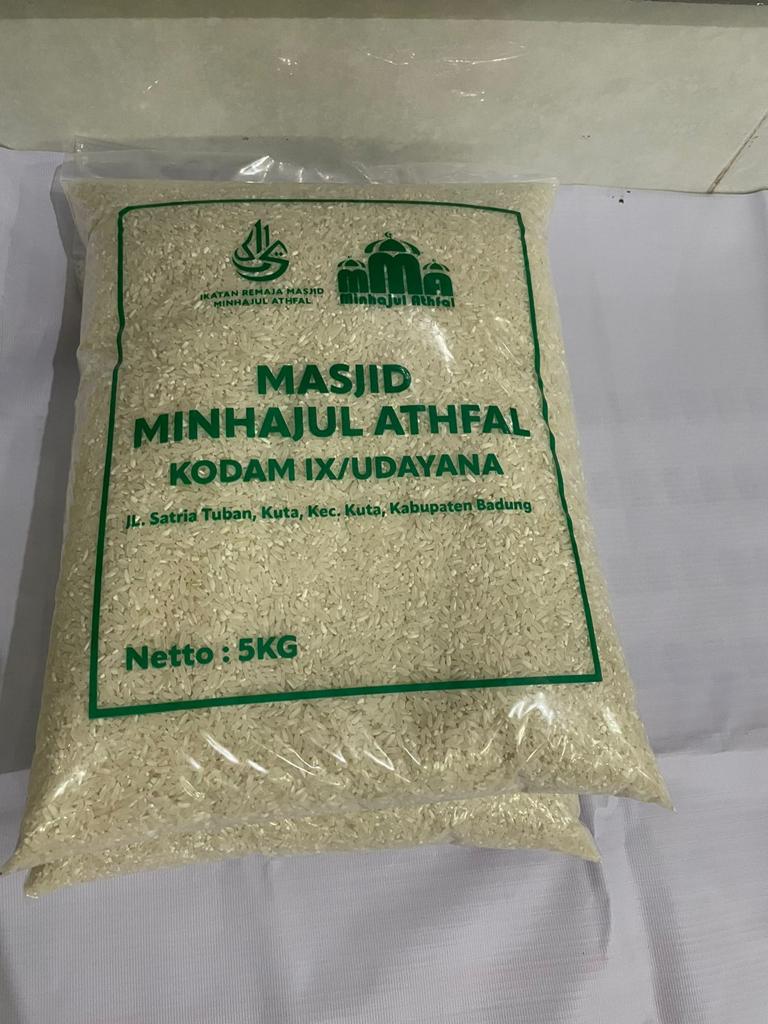 IKATAN REMAJA MASJID
MINHAJUL ATHFAL
MMA
Minhajul Athfal
MASJID
MINHAJUL ATHFAL
KODAM IX/UDAYANA
JL. Satria Tuban, Kuta, Kec. Kuta, Kabupaten Badung
Netto : 5KG